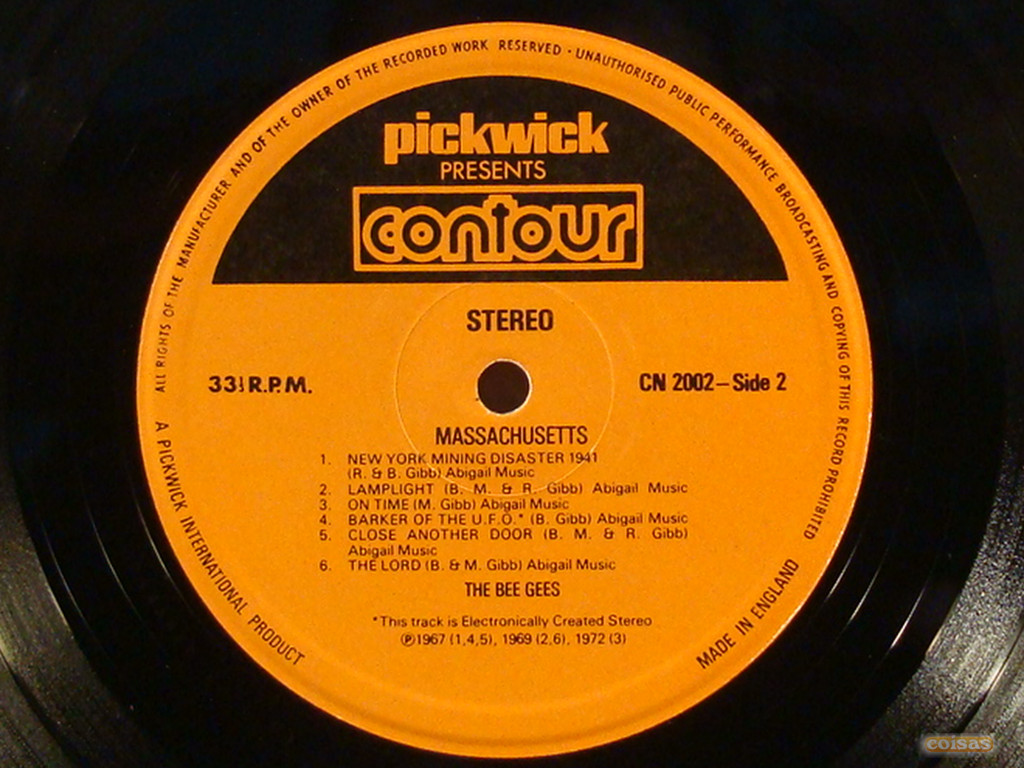 ALL RIGHTS OF THE MANUFACTURER AND OF THE OWNER OF THE RECORDED WORK RESERVED · UNAUTHORISED PUBLIC PERFORMANCE BROADCASTING AND COPYING OF THIS RECORD PROHIBITED
pickwick
PRESENTS
contour
STEREO
33⅓ R.P.M.
CN 2002–Side 2
MASSACHUSETTS
1. NEW YORK MINING DISASTER 1941
(R. & B. Gibb) Abigail Music
2. LAMPLIGHT (B. M. & R. Gibb) Abigail Music
3. ON TIME (M. Gibb) Abigail Music
4. BARKER OF THE U.F.O.* (B. Gibb) Abigail Music
5. CLOSE ANOTHER DOOR (B. M. & R. Gibb)
Abigail Music
6. THE LORD (B. & M. Gibb) Abigail Music
THE BEE GEES
*This track is Electronically Created Stereo
℗1967 (1,4,5), 1969 (2,6), 1972 (3)
A PICKWICK INTERNATIONAL PRODUCT
MADE IN ENGLAND
coisas